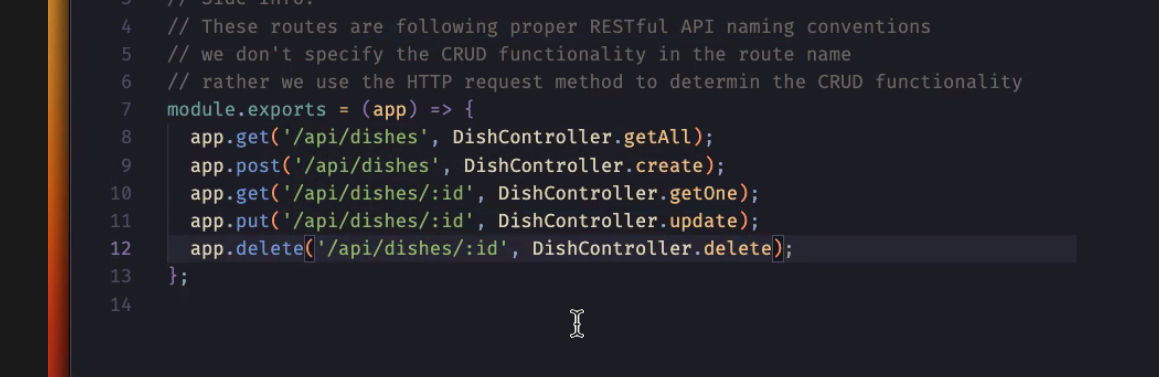 3 // Side info:
4 // These routes are following proper RESTful API naming conventions
5 // we don't specify the CRUD functionality in the route name
6 // rather we use the HTTP request method to determin the CRUD functionality
7 module.exports = (app) => {
8 app.get('/api/dishes', DishController.getAll);
9 app.post('/api/dishes', DishController.create);
10 app.get('/api/dishes/:id', DishController.getOne);
11 app.put('/api/dishes/:id', DishController.update);
12 app.delete('/api/dishes/:id', DishController.delete);
13 };
14